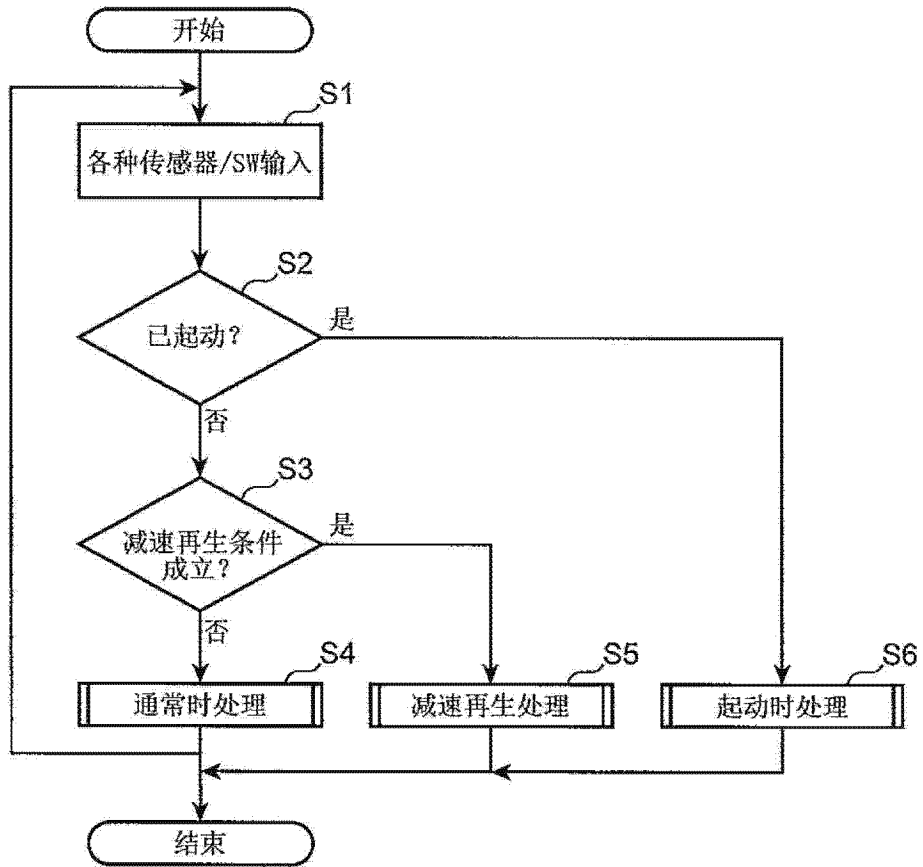 开始
S1
各种传感器/SW输入
S2
已起动?
是
否
S3
减速再生条件
成立?
是
否
S4
通常时处理
S5
减速再生处理
S6
起动时处理
结束